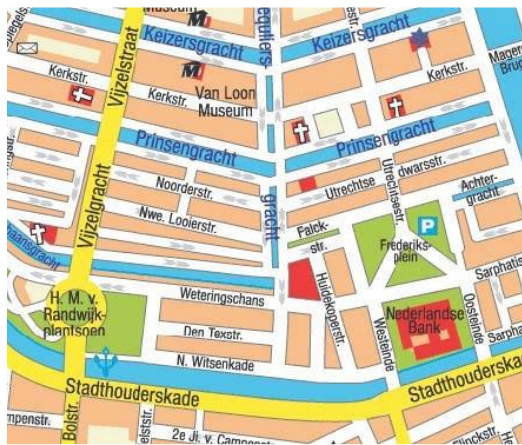 Museum
Keizersgracht
Keizersgracht
Kerkstr.
Vijzelstraat
Kerkstr.
Van Loon
Museum
Kerkstr.
Prinsengracht
Prinsengracht
Noorderstr.
Nwe. Looierstr.
Vijzelgracht
gracht
Utrechtse
dwarsstr.
Utrechtsestr.
Achter-
gracht
Falck-
str.
P
Frederiks-
plein
Weteringschans
Huidekoperstr.
H. M. v.
Randwijk-
plantsoen
Den Texstr.
N. Witsenkade
Westeinde
Nederlandse
Bank
Oosteinde
Stadthouderskade
Bolstr.
2e J. v.